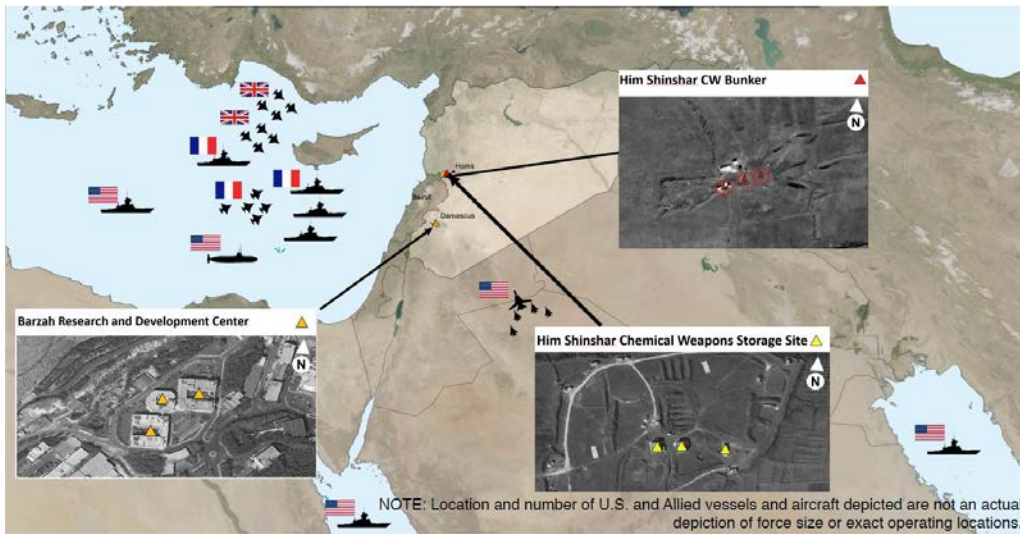 Him Shinshar CW Bunker
N
Homs
Beirut
Damascus
Barzah Research and Development Center
N
Him Shinshar Chemical Weapons Storage Site
N
NOTE: Location and number of U.S. and Allied vessels and aircraft depicted are not an actual
depiction of force size or exact operating locations.